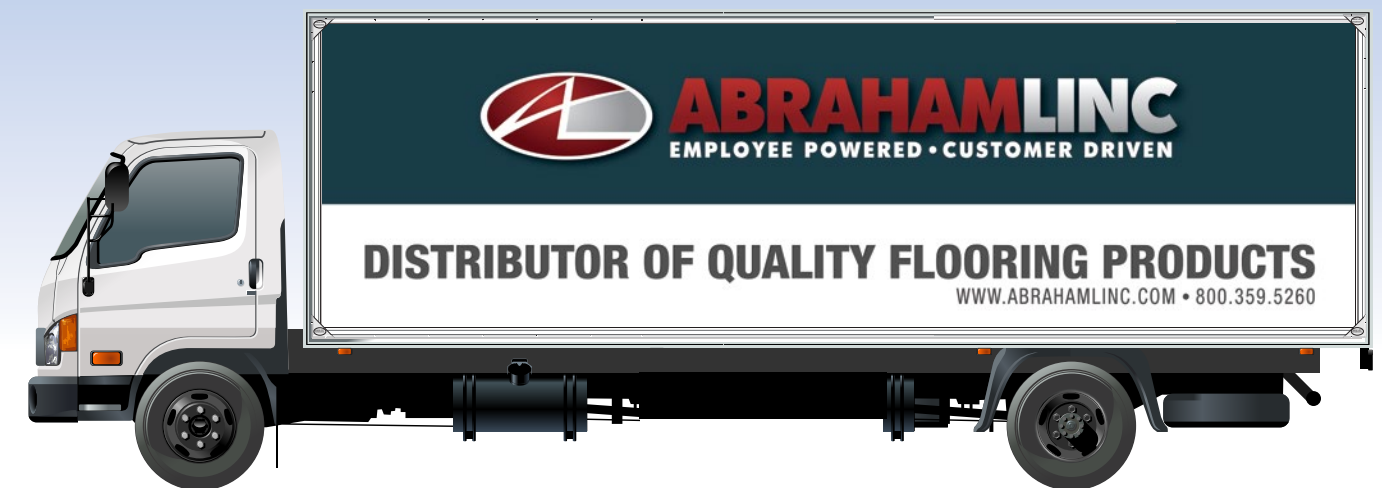 ABRAHAMLINC
EMPLOYEE POWERED • CUSTOMER DRIVEN
DISTRIBUTOR OF QUALITY FLOORING PRODUCTS
WWW.ABRAHAMLINC.COM • 800.359.5260